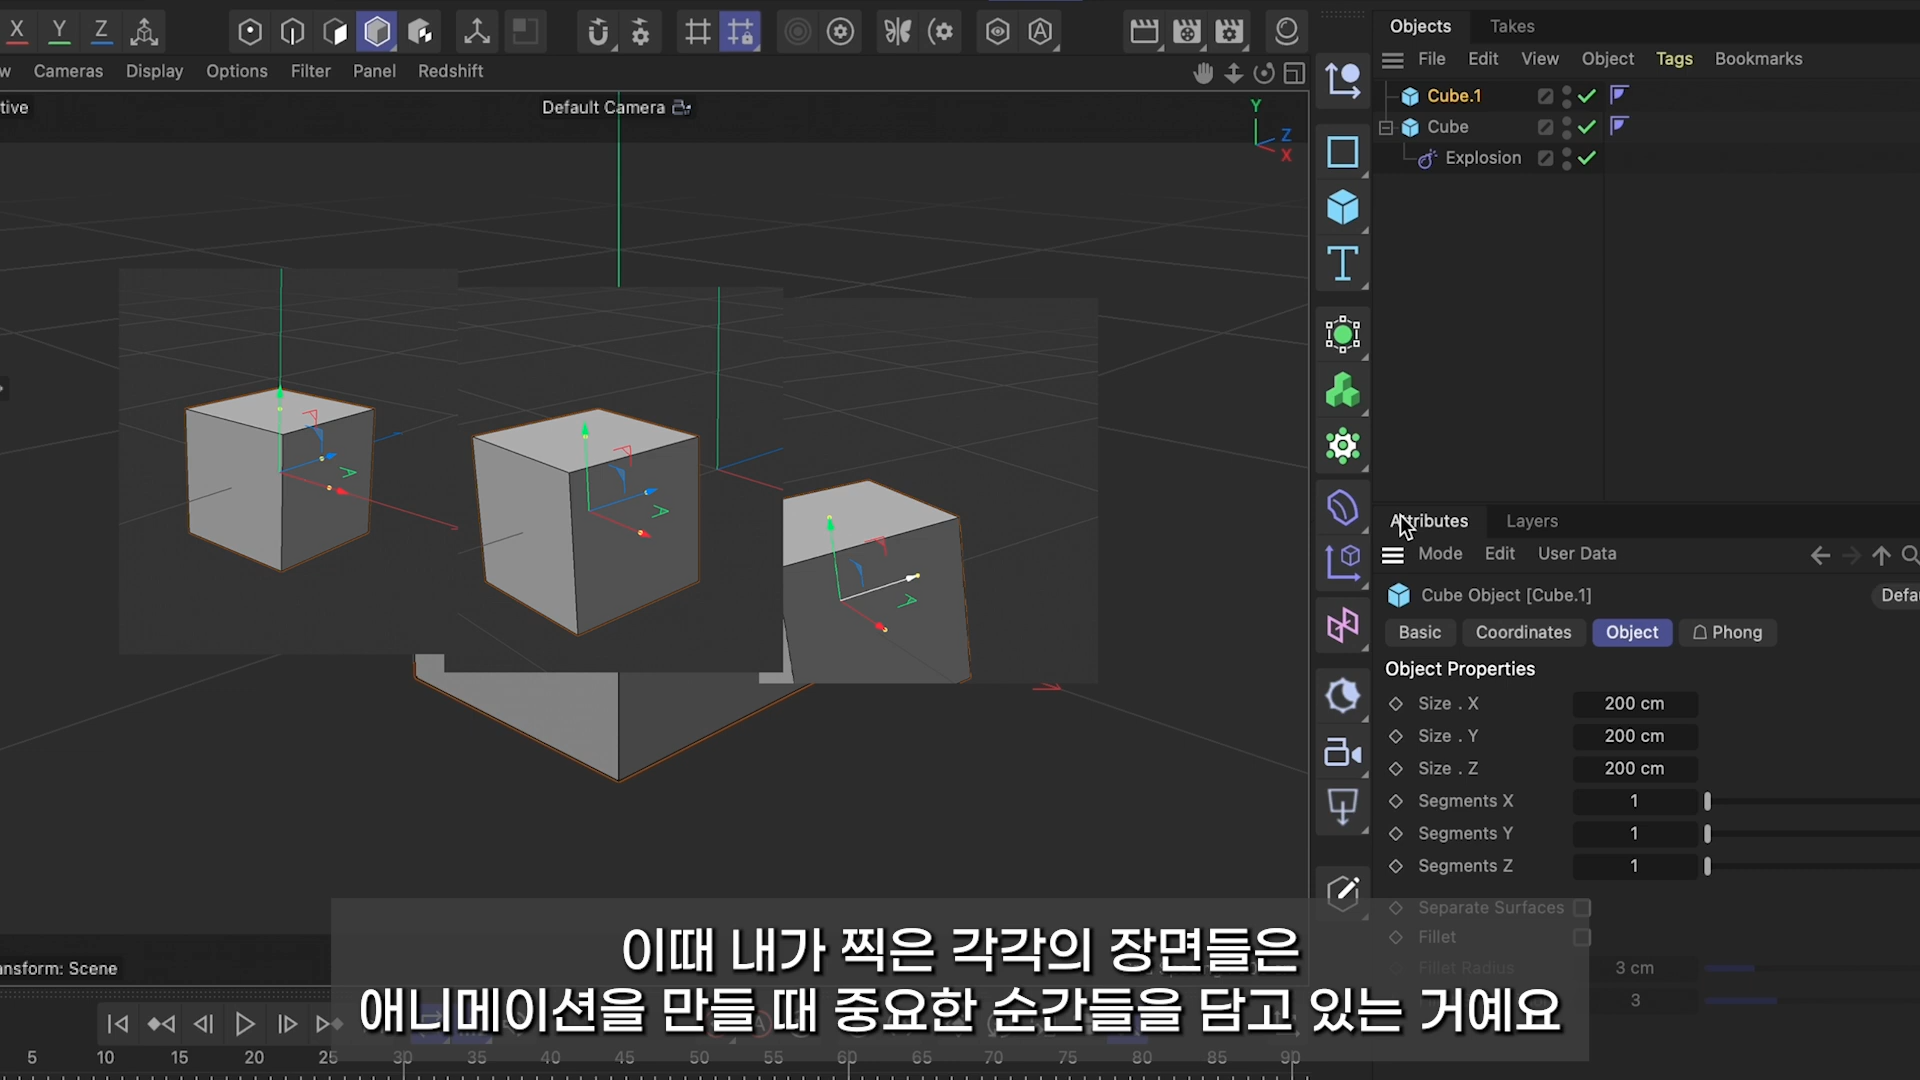 X Y Z
Cameras Display Options Filter Panel Redshift
Default Camera
Y
Z
X
Objects Takes
File Edit View Object Tags Bookmarks
Cube.1
Cube
Explosion
Attributes Layers
Mode Edit User Data
Cube Object [Cube.1]
Basic Coordinates Object Phong
Object Properties
Size . X 200 cm
Size . Y 200 cm
Size . Z 200 cm
Segments X 1
Segments Y 1
Segments Z 1
Separate Surfaces
Fillet
Fillet Radius 3 cm
3
ansform: Scene
이때 내가 찍은 각각의 장면들은
애니메이션을 만들 때 중요한 순간들을 담고 있는 거예요
5 10 15 20 25 30 35 40 45 50 55 60 65 70 75 80 85 90